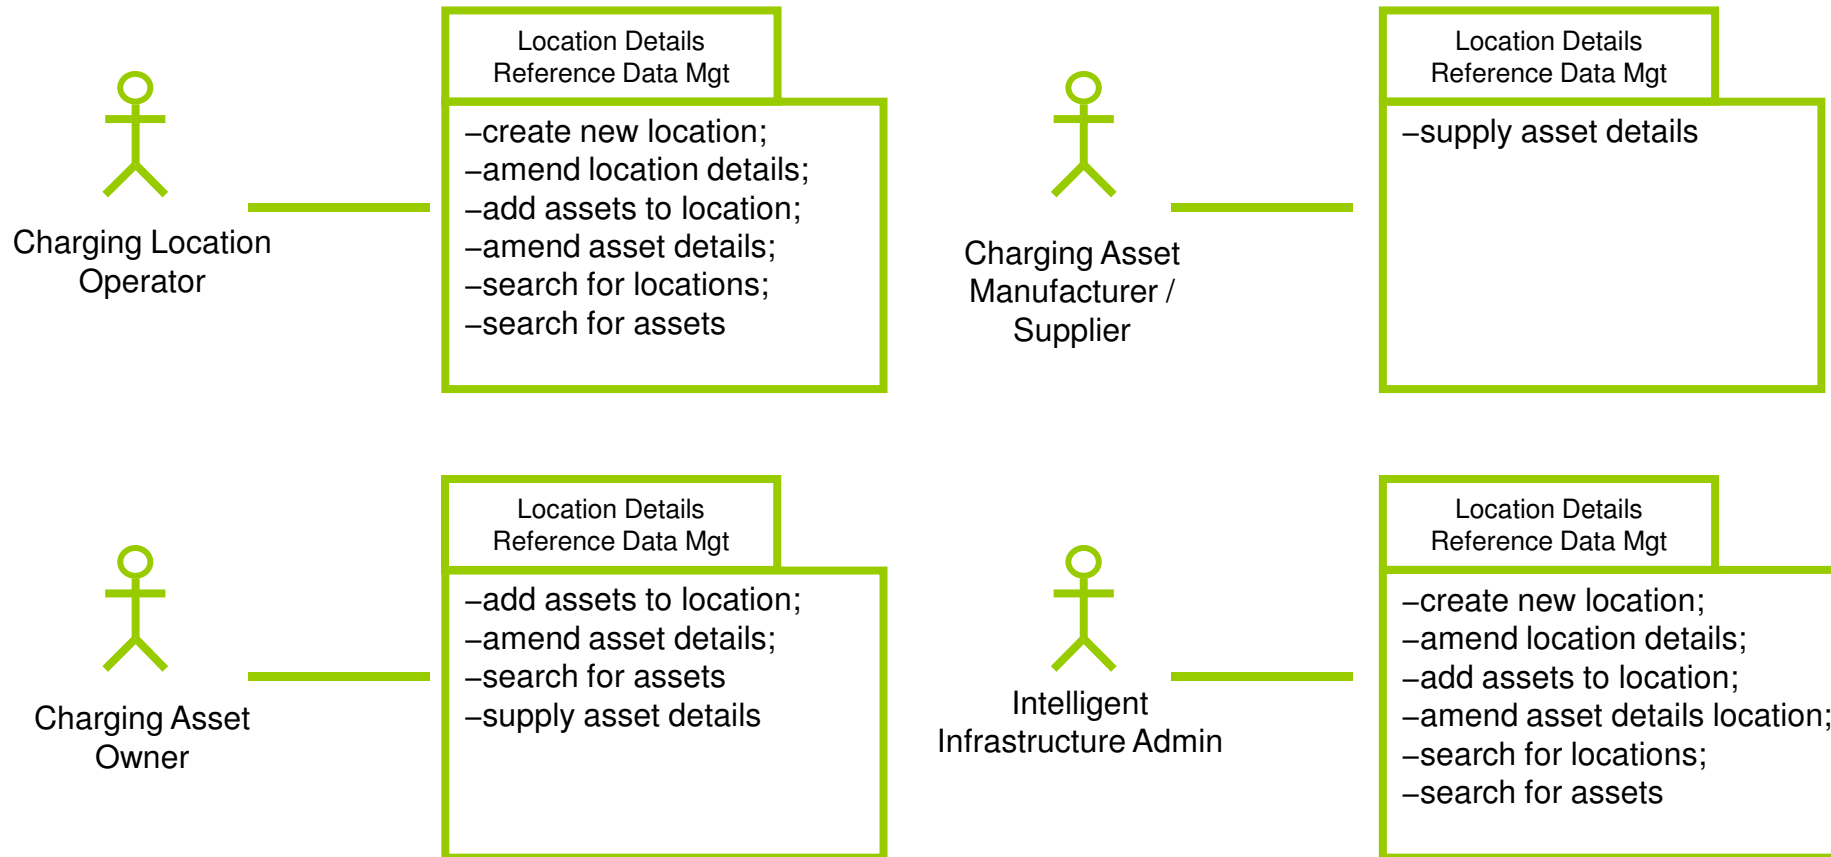 Location Details
Reference Data Mgt
–create new location;
–amend location details;
–add assets to location;
–amend asset details;
–search for locations;
–search for assets
Charging Location
Operator
Location Details
Reference Data Mgt
–supply asset details
Charging Asset
Manufacturer /
Supplier
Location Details
Reference Data Mgt
–add assets to location;
–amend asset details;
–search for assets
–supply asset details
Charging Asset
Owner
Location Details
Reference Data Mgt
–create new location;
–amend location details;
–add assets to location;
–amend asset details location;
–search for locations;
–search for assets
Intelligent
Infrastructure Admin